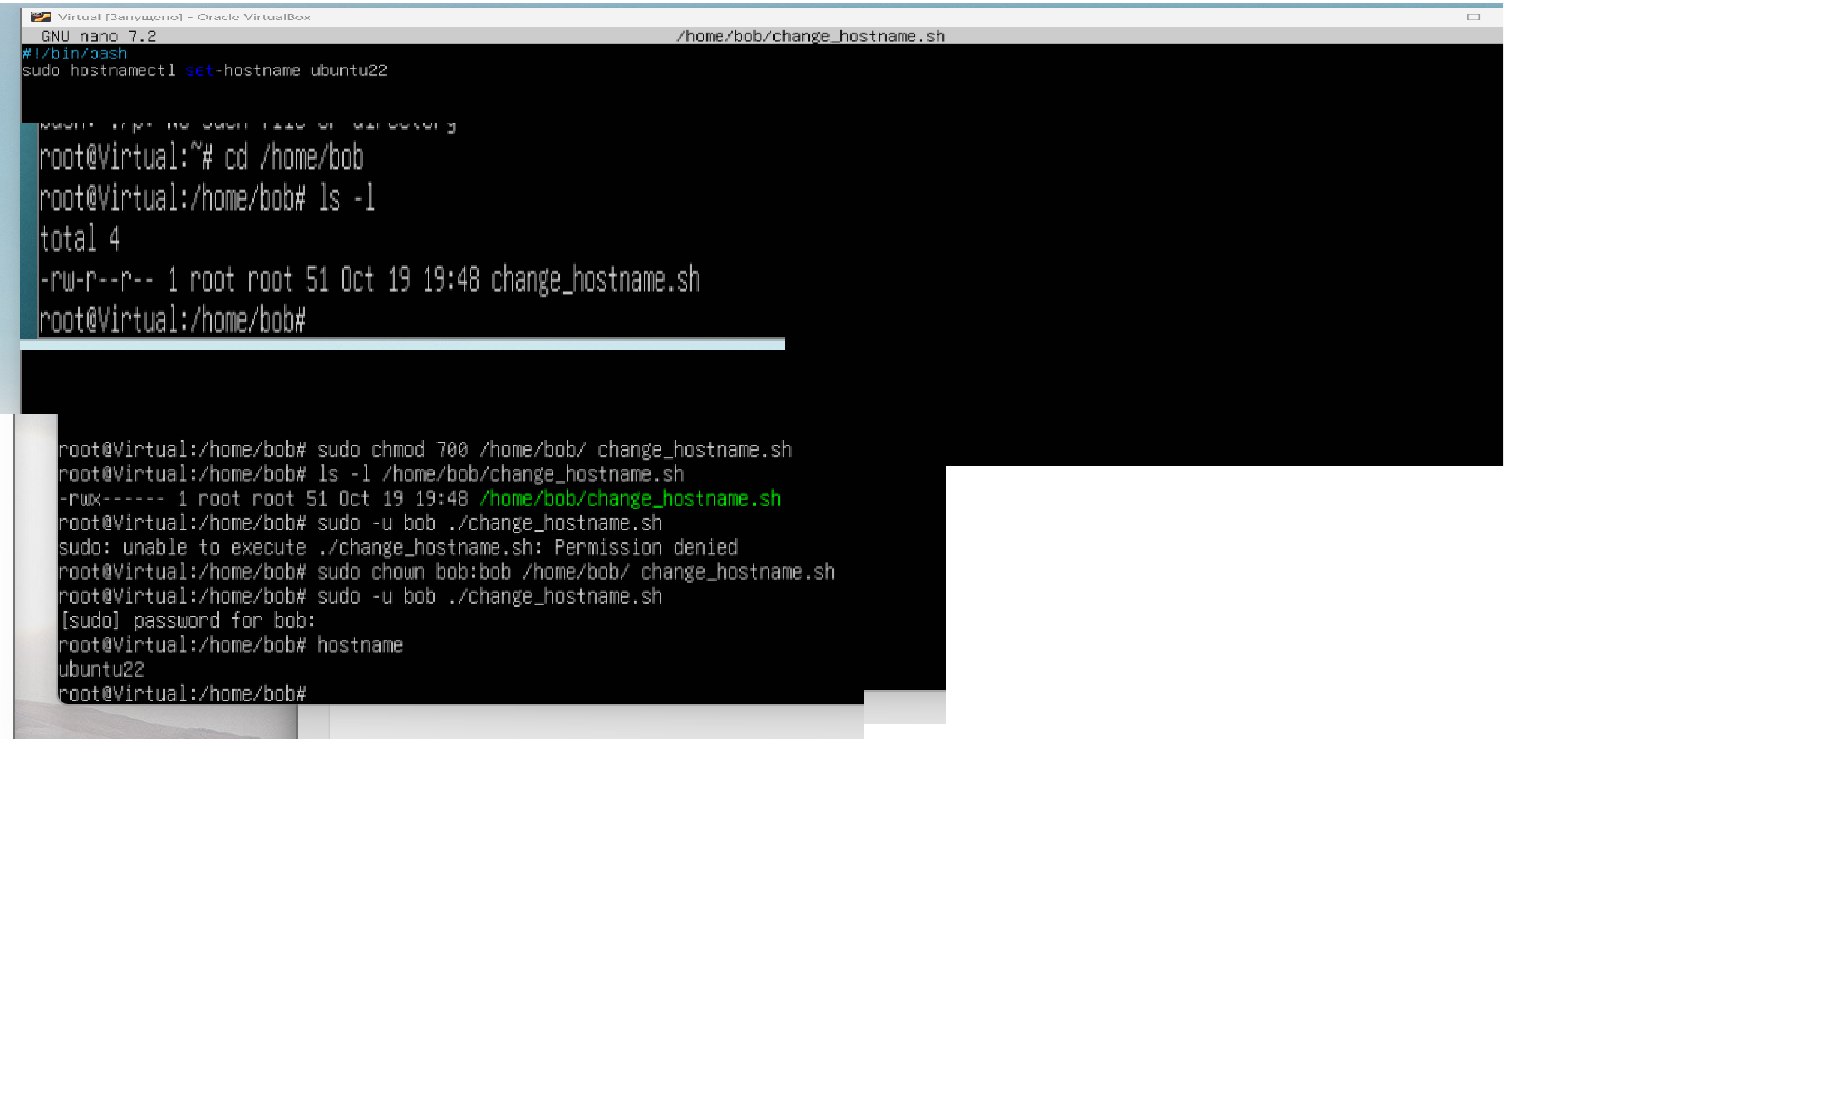 Virtual [Запущено] - Oracle VirtualBox
GNU nano 7.2 /home/bob/change_hostname.sh
#!/bin/bash
sudo hostnamectl set-hostname ubuntu22
No such file or directory
root@Virtual:~# cd /home/bob
root@Virtual:/home/bob# ls -l
total 4
-rw-r--r-- 1 root root 51 Oct 19 19:48 change_hostname.sh
root@Virtual:/home/bob#
root@Virtual:/home/bob# sudo chmod 700 /home/bob/ change_hostname.sh
root@Virtual:/home/bob# ls -l /home/bob/change_hostname.sh
-rwx------ 1 root root 51 Oct 19 19:48 /home/bob/change_hostname.sh
root@Virtual:/home/bob# sudo -u bob ./change_hostname.sh
sudo: unable to execute ./change_hostname.sh: Permission denied
root@Virtual:/home/bob# sudo chown bob:bob /home/bob/ change_hostname.sh
root@Virtual:/home/bob# sudo -u bob ./change_hostname.sh
[sudo] password for bob:
root@Virtual:/home/bob# hostname
ubuntu22
root@Virtual:/home/bob#